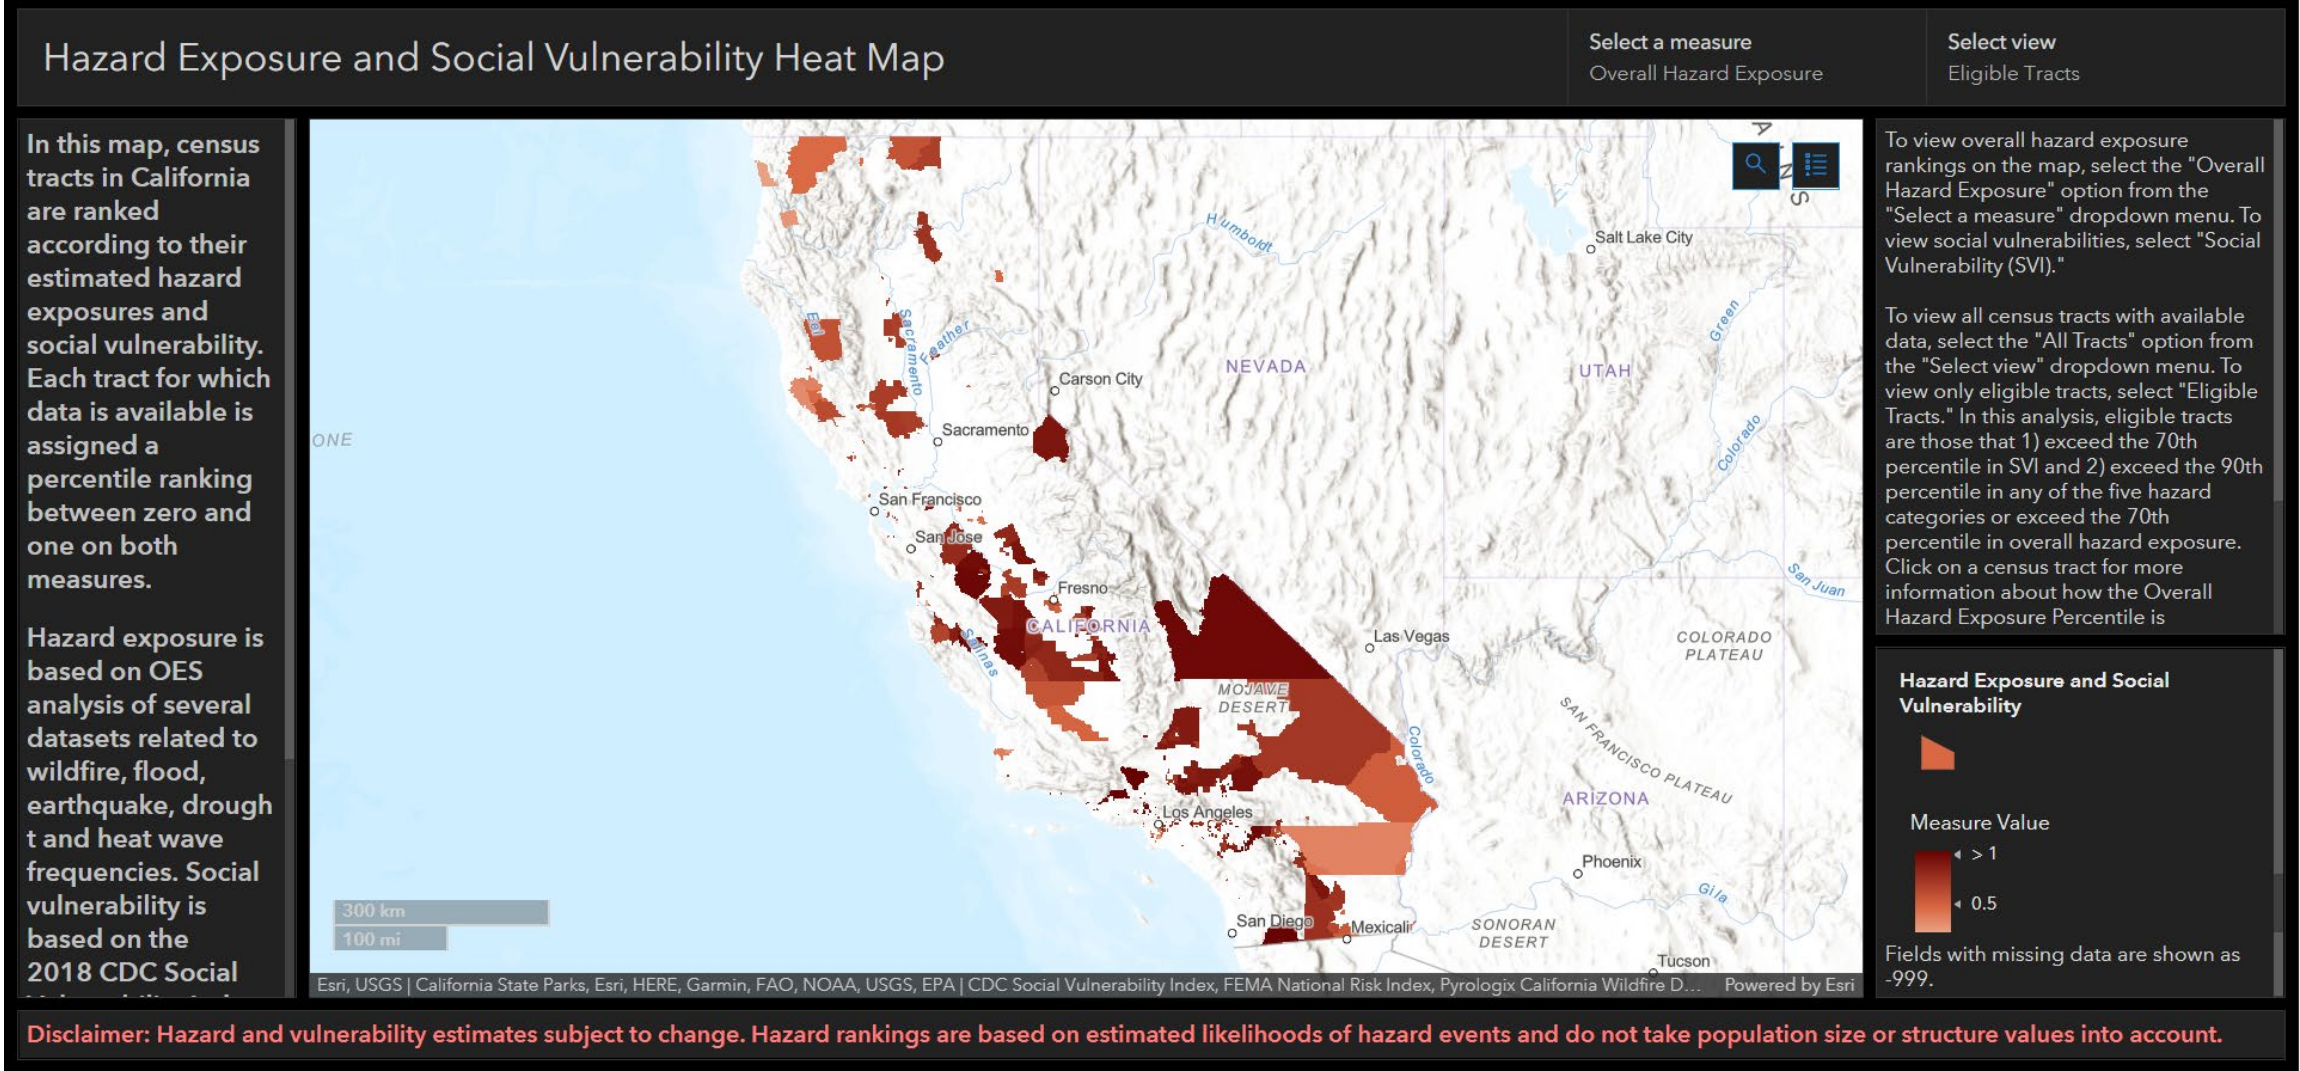 Hazard Exposure and Social Vulnerability Heat Map
Select a measure
Overall Hazard Exposure
Select view
Eligible Tracts
In this map, census
tracts in California
are ranked
according to their
estimated hazard
exposures and
social vulnerability.
Each tract for which
data is available is
assigned a
percentile ranking
between zero and
one on both
measures.
Hazard exposure is
based on OES
analysis of several
datasets related to
wildfire, flood,
earthquake, drough
t and heat wave
frequencies. Social
vulnerability is
based on the
2018 CDC Social
ONE
Eel
Sacramento
Feather
Humboldt
Salt Lake City
Green
NEVADA
UTAH
Carson City
Sacramento
Colorado
San Francisco
San Jose
Fresno
San Juan
CALIFORNIA
Salinas
Las Vegas
COLORADO
PLATEAU
MOJAVE
DESERT
Colorado
SAN FRANCISCO PLATEAU
ARIZONA
Los Angeles
Phoenix
Gila
San Diego
Mexicali
SONORAN
DESERT
Tucson
300 km
100 mi
Esri, USGS | California State Parks, Esri, HERE, Garmin, FAO, NOAA, USGS, EPA | CDC Social Vulnerability Index, FEMA National Risk Index, Pyrologix California Wildfire D...
Powered by Esri
To view overall hazard exposure
rankings on the map, select the "Overall
Hazard Exposure" option from the
"Select a measure" dropdown menu. To
view social vulnerabilities, select "Social
Vulnerability (SVI)."
To view all census tracts with available
data, select the "All Tracts" option from
the "Select view" dropdown menu. To
view only eligible tracts, select "Eligible
Tracts." In this analysis, eligible tracts
are those that 1) exceed the 70th
percentile in SVI and 2) exceed the 90th
percentile in any of the five hazard
categories or exceed the 70th
percentile in overall hazard exposure.
Click on a census tract for more
information about how the Overall
Hazard Exposure Percentile is
Hazard Exposure and Social
Vulnerability
Measure Value
> 1
0.5
Fields with missing data are shown as
-999.
Disclaimer: Hazard and vulnerability estimates subject to change. Hazard rankings are based on estimated likelihoods of hazard events and do not take population size or structure values into account.